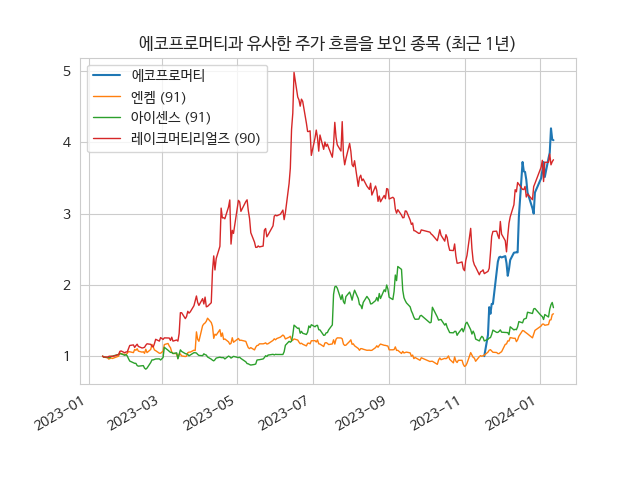 에코프로머티과 유사한 주가 흐름을 보인 종목 (최근 1년)
에코프로머티
엔켐 (91)
아이센스 (91)
레이크머티리얼즈 (90)
5
4
3
2
1
2023-01
2023-03
2023-05
2023-07
2023-09
2023-11
2024-01